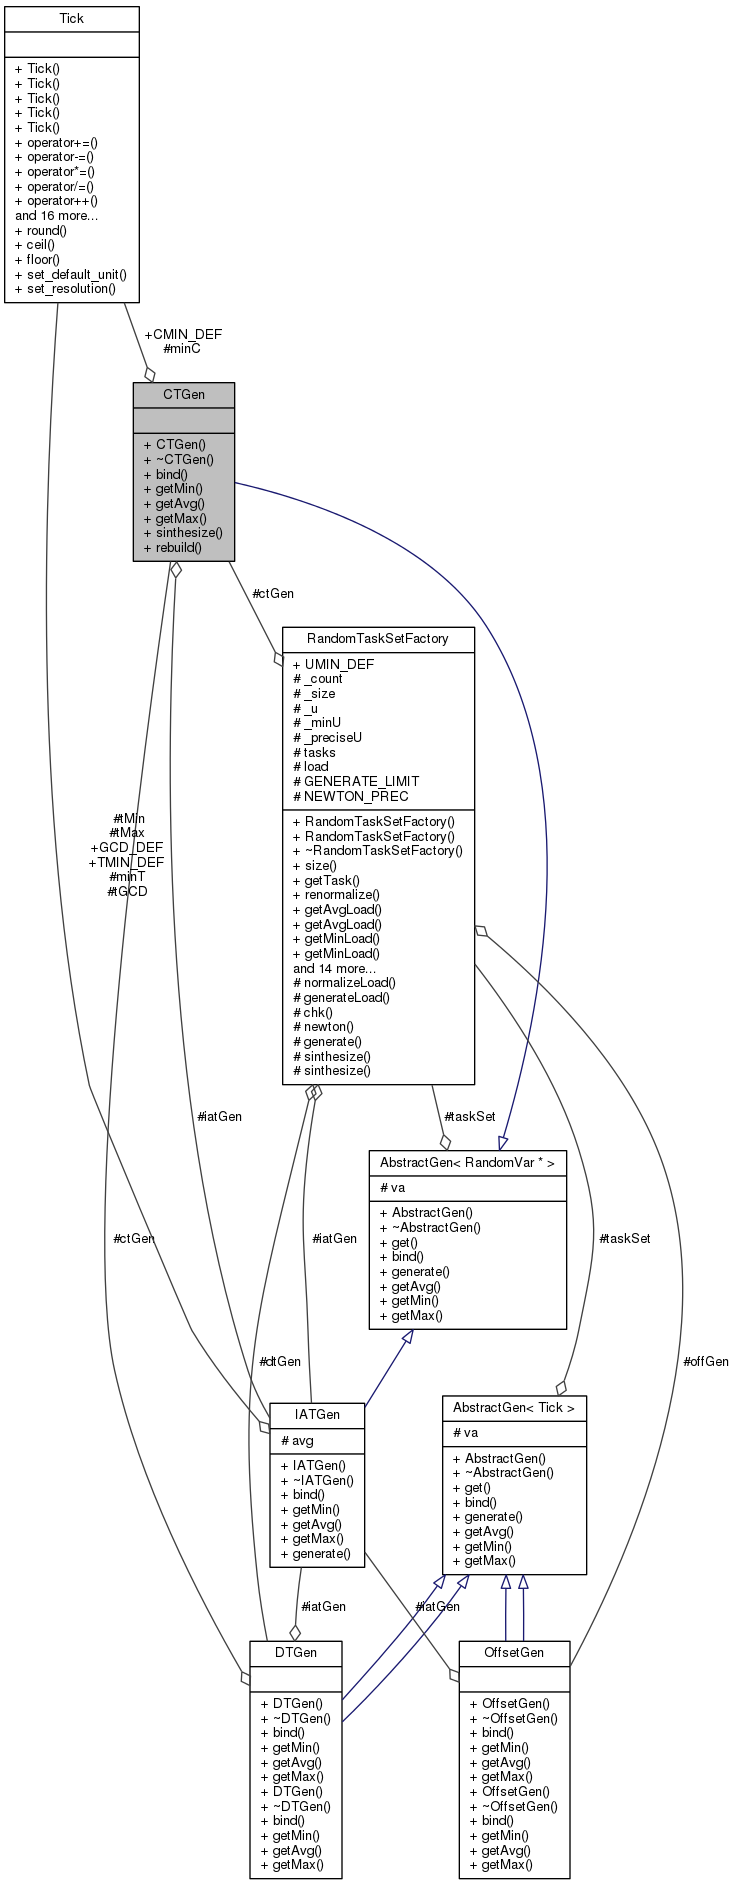 Tick
+ Tick()
+ Tick()
+ Tick()
+ Tick()
+ Tick()
+ operator+=()
+ operator-=()
+ operator*=()
+ operator/=()
+ operator++()
and 16 more...
+ round()
+ ceil()
+ floor()
+ set_default_unit()
+ set_resolution()
+CMIN_DEF
#minC
CTGen
+ CTGen()
+ ~CTGen()
+ bind()
+ getMin()
+ getAvg()
+ getMax()
+ sinthesize()
+ rebuild()
#ctGen
RandomTaskSetFactory
+ UMIN_DEF
# _count
# _size
# _u
# _minU
# _preciseU
# tasks
# load
# GENERATE_LIMIT
# NEWTON_PREC
+ RandomTaskSetFactory()
+ RandomTaskSetFactory()
+ ~RandomTaskSetFactory()
+ size()
+ getTask()
+ renormalize()
+ getAvgLoad()
+ getAvgLoad()
+ getMinLoad()
+ getMinLoad()
and 14 more...
# normalizeLoad()
# generateLoad()
# chk()
# newton()
# generate()
# sinthesize()
# sinthesize()
#tMin
#tMax
+GCD_DEF
+TMIN_DEF
#minT
#tGCD
#iatGen
#taskSet
AbstractGen< RandomVar * >
# va
+ AbstractGen()
+ ~AbstractGen()
+ get()
+ bind()
+ generate()
+ getAvg()
+ getMin()
+ getMax()
#ctGen
#iatGen
#taskSet
#dtGen
#offGen
IATGen
# avg
+ IATGen()
+ ~IATGen()
+ bind()
+ getMin()
+ getAvg()
+ getMax()
+ generate()
AbstractGen< Tick >
# va
+ AbstractGen()
+ ~AbstractGen()
+ get()
+ bind()
+ generate()
+ getAvg()
+ getMin()
+ getMax()
#iatGen
#iatGen
DTGen
+ DTGen()
+ ~DTGen()
+ bind()
+ getMin()
+ getAvg()
+ getMax()
+ DTGen()
+ ~DTGen()
+ bind()
+ getMin()
+ getAvg()
+ getMax()
OffsetGen
+ OffsetGen()
+ ~OffsetGen()
+ bind()
+ getMin()
+ getAvg()
+ getMax()
+ OffsetGen()
+ ~OffsetGen()
+ bind()
+ getMin()
+ getAvg()
+ getMax()